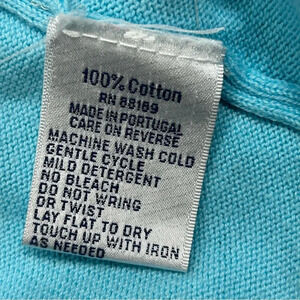 100% Cotton
RN 88169
MADE IN PORTUGAL
CARE ON REVERSE
MACHINE WASH COLD
GENTLE CYCLE
MILD DETERGENT
NO BLEACH
DO NOT WRING
OR TWIST
LAY FLAT TO DRY
TOUCH UP WITH IRON
AS NEEDED